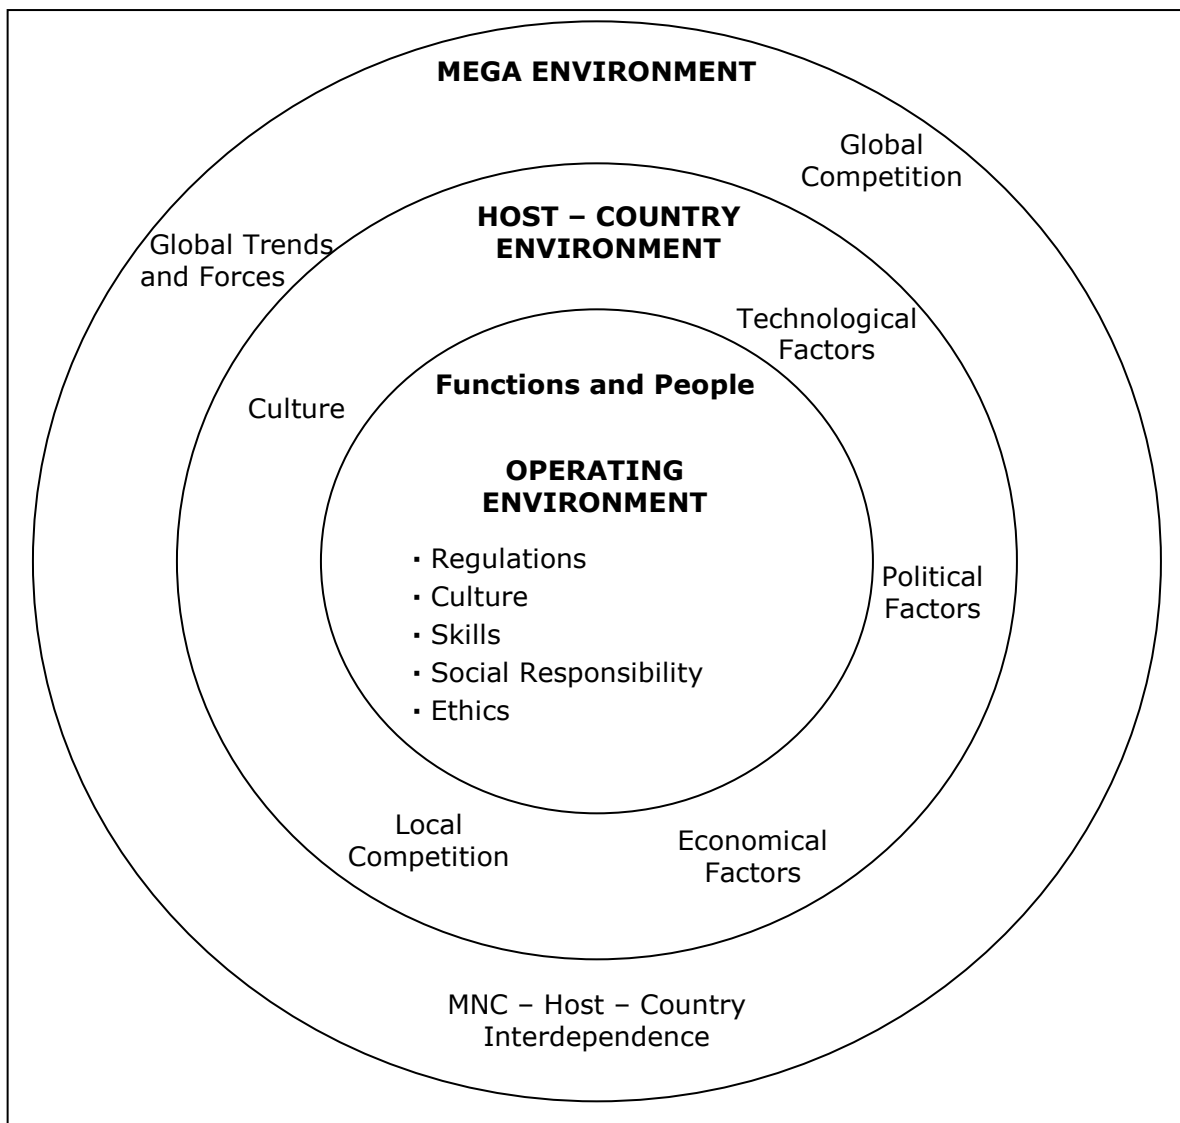 MEGA ENVIRONMENT
Global
Competition
HOST – COUNTRY
ENVIRONMENT
Global Trends
and Forces
Technological
Factors
Functions and People
Culture
OPERATING
ENVIRONMENT
· Regulations
· Culture
· Skills
· Social Responsibility
· Ethics
Political
Factors
Local
Competition
Economical
Factors
MNC – Host – Country
Interdependence